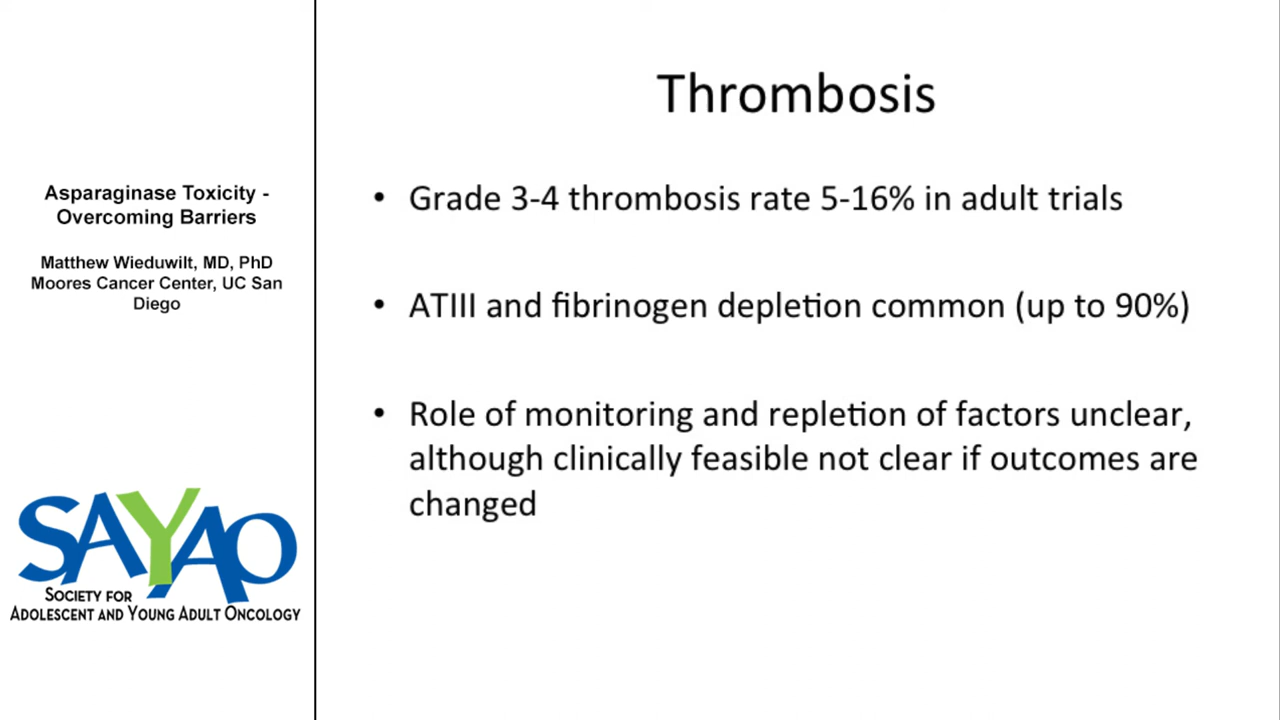 Asparaginase Toxicity -
Overcoming Barriers
Matthew Wieduwilt, MD, PhD
Moores Cancer Center, UC San
Diego
SAYAO
SOCIETY FOR
ADOLESCENT AND YOUNG ADULT ONCOLOGY
Thrombosis
• Grade 3-4 thrombosis rate 5-16% in adult trials
• ATIII and fibrinogen depletion common (up to 90%)
• Role of monitoring and repletion of factors unclear,
although clinically feasible not clear if outcomes are
changed